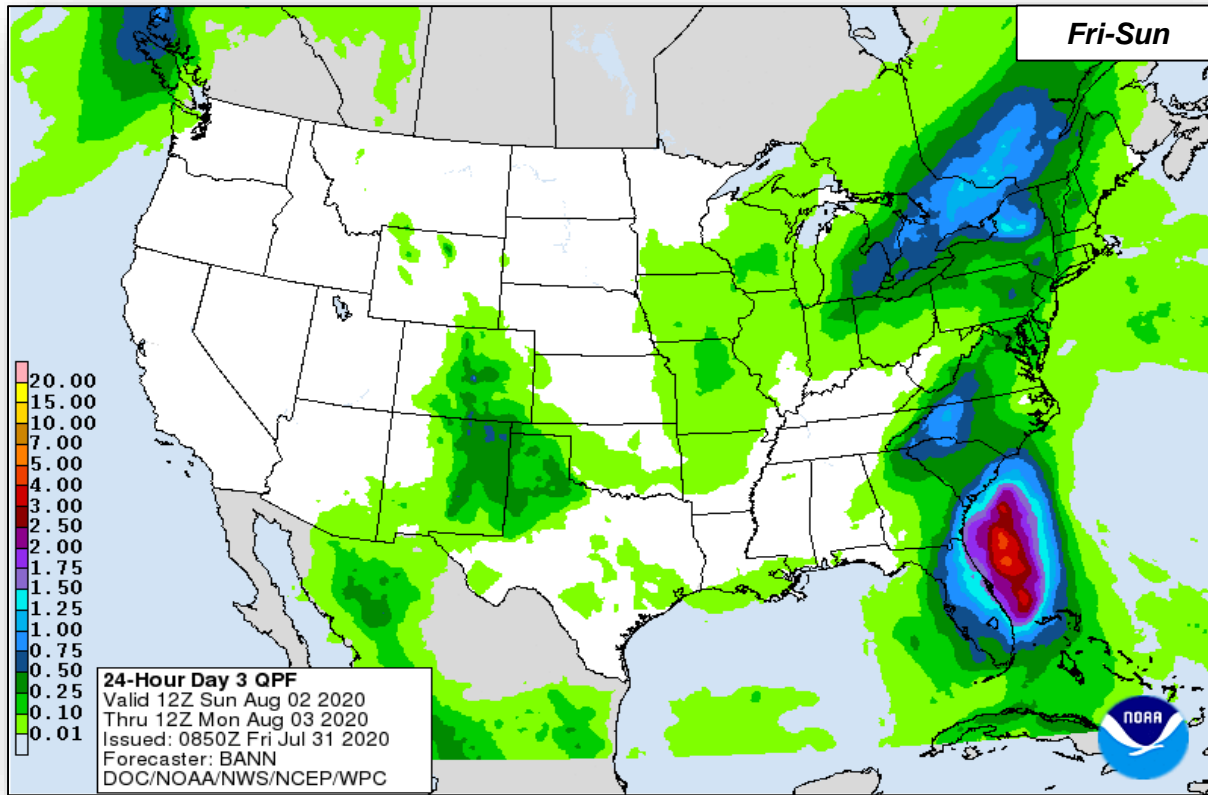 Fri-Sun
20.00
15.00
10.00
7.00
5.00
4.00
3.00
2.50
2.00
1.75
1.50
1.25
1.00
0.75
0.50
0.25
0.10
0.01
24-Hour Day 3 QPF
Valid 12Z Sun Aug 02 2020
Thru 12Z Mon Aug 03 2020
Issued: 0850Z Fri Jul 31 2020
Forecaster: BANN
DOC/NOAA/NWS/NCEP/WPC
NOAA